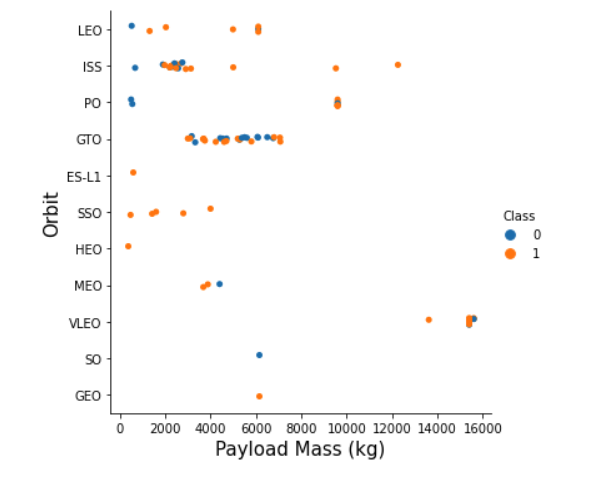 LEO
ISS
PO
GTO
ES-L1
SSO
HEO
MEO
VLEO
SO
GEO
Orbit
0 2000 4000 6000 8000 10000 12000 14000 16000
Payload Mass (kg)
Class
0
1